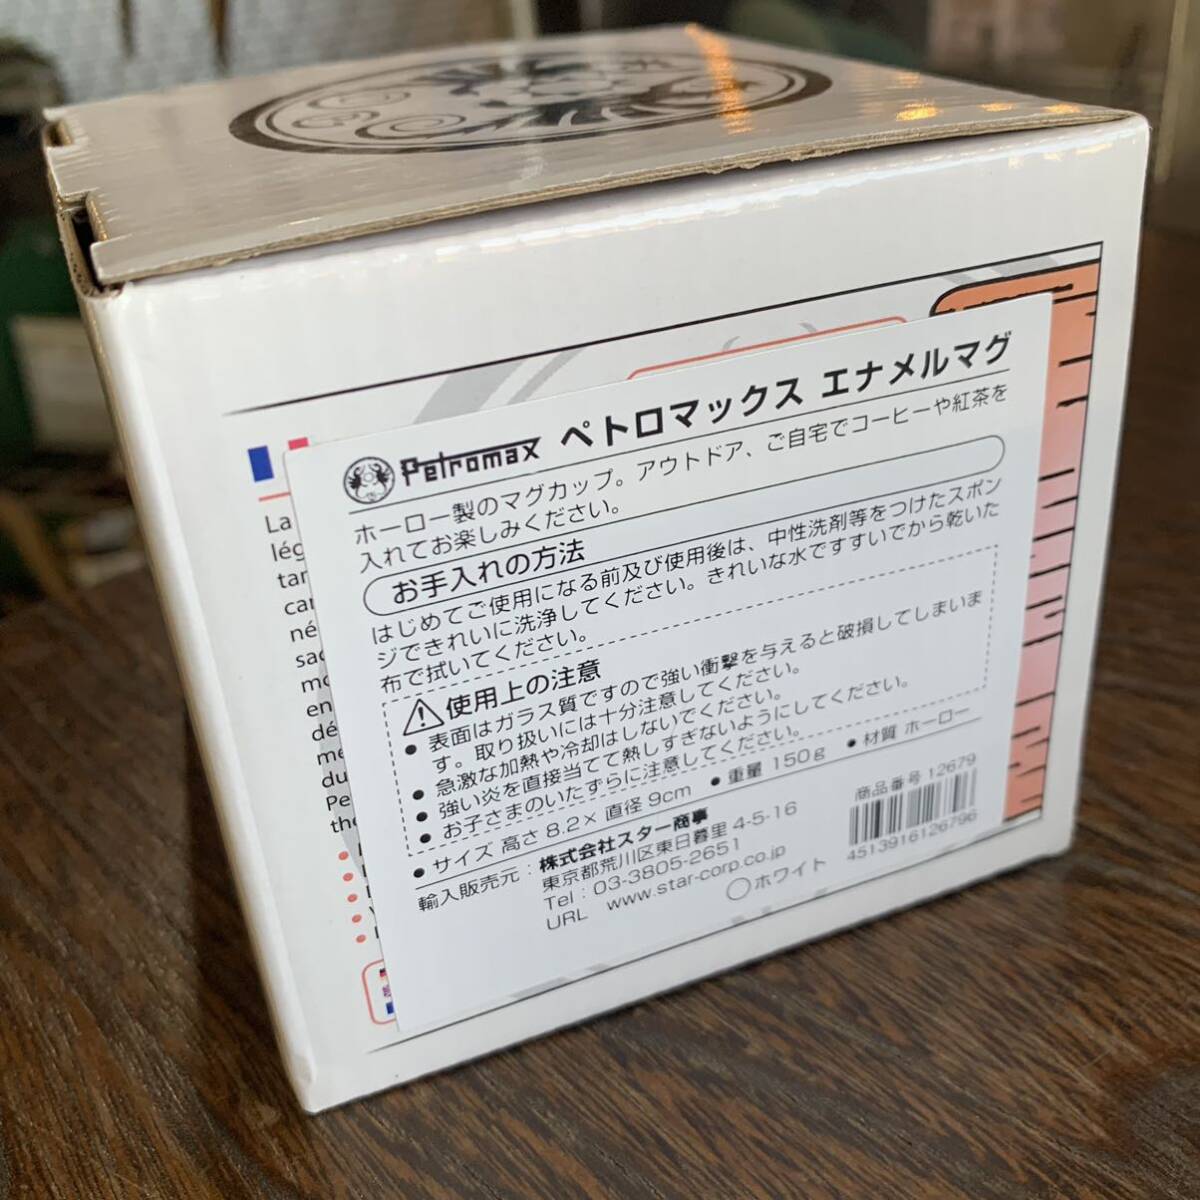 Petromax ペトロマックス エナメルマグ
ホーロー製のマグカップ。アウトドア、ご自宅でコーヒーや紅茶を
入れてお楽しみください。
お手入れの方法
はじめてご使用になる前及び使用後は、中性洗剤等をつけたスポン
ジできれいに洗浄してください。きれいな水ですすいでから乾いた
布で拭いてください。
使用上の注意
● 表面はガラス質ですので強い衝撃を与えると破損してしまいま
す。取り扱いには十分注意してください。
● 急激な加熱や冷却はしないでください。
● 強い炎を直接当てて熱しすぎないようにしてください。
● お子さまのいたずらに注意してください。
● サイズ 高さ 8.2× 直径 9cm ● 重量 150g ● 材質 ホーロー
輸入販売元: 株式会社スター商事
東京都荒川区東日暮里 4-5-16
Tel : 03-3805-2651
URL www.star-corp.co.jp
○ホワイト
商品番号 12679
4513916126796
La
lég
tar
car
né
sac
mo
en
dé
me
du
Pe
the